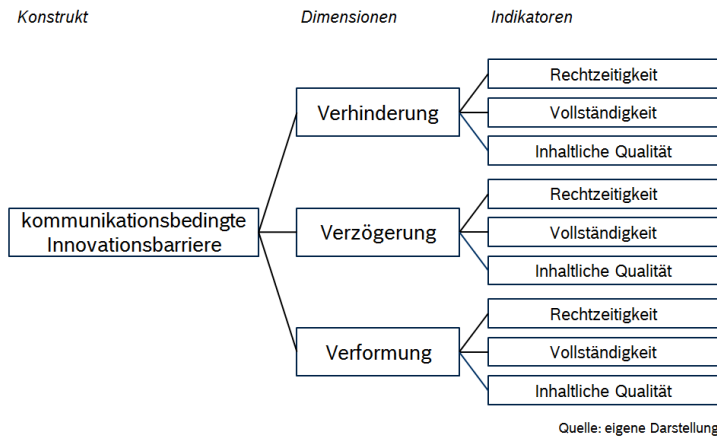 Konstrukt
Dimensionen
Indikatoren
kommunikationsbedingte
Innovationsbarriere
Verhinderung
Rechtzeitigkeit
Vollständigkeit
Inhaltliche Qualität
Verzögerung
Rechtzeitigkeit
Vollständigkeit
Inhaltliche Qualität
Verformung
Rechtzeitigkeit
Vollständigkeit
Inhaltliche Qualität
Quelle: eigene Darstellung